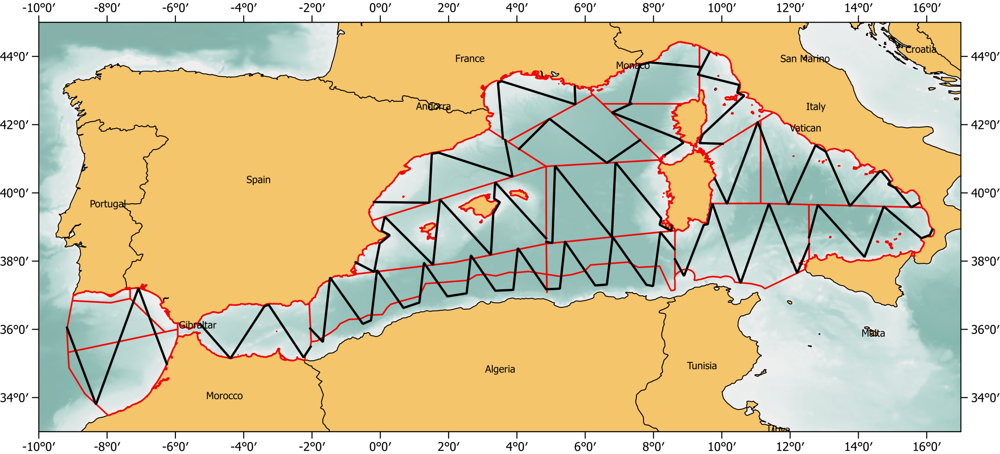 -10°0′ -8°0′ -6°0′ -4°0′ -2°0′ 0°0′ 2°0′ 4°0′ 6°0′ 8°0′ 10°0′ 12°0′ 14°0′ 16°0′
44°0′ 44°0′
Croatia
France
San Marino
Monaco
Andorra
Italy
42°0′ 42°0′
Vatican
Spain
40°0′ 40°0′
Portugal
38°0′ 38°0′
Gibraltar
36°0′ 36°0′
Malta
Tunisia
Algeria
Morocco
34°0′ 34°0′
Libya
-10°0′ -8°0′ -6°0′ -4°0′ -2°0′ 0°0′ 2°0′ 4°0′ 6°0′ 8°0′ 10°0′ 12°0′ 14°0′ 16°0′